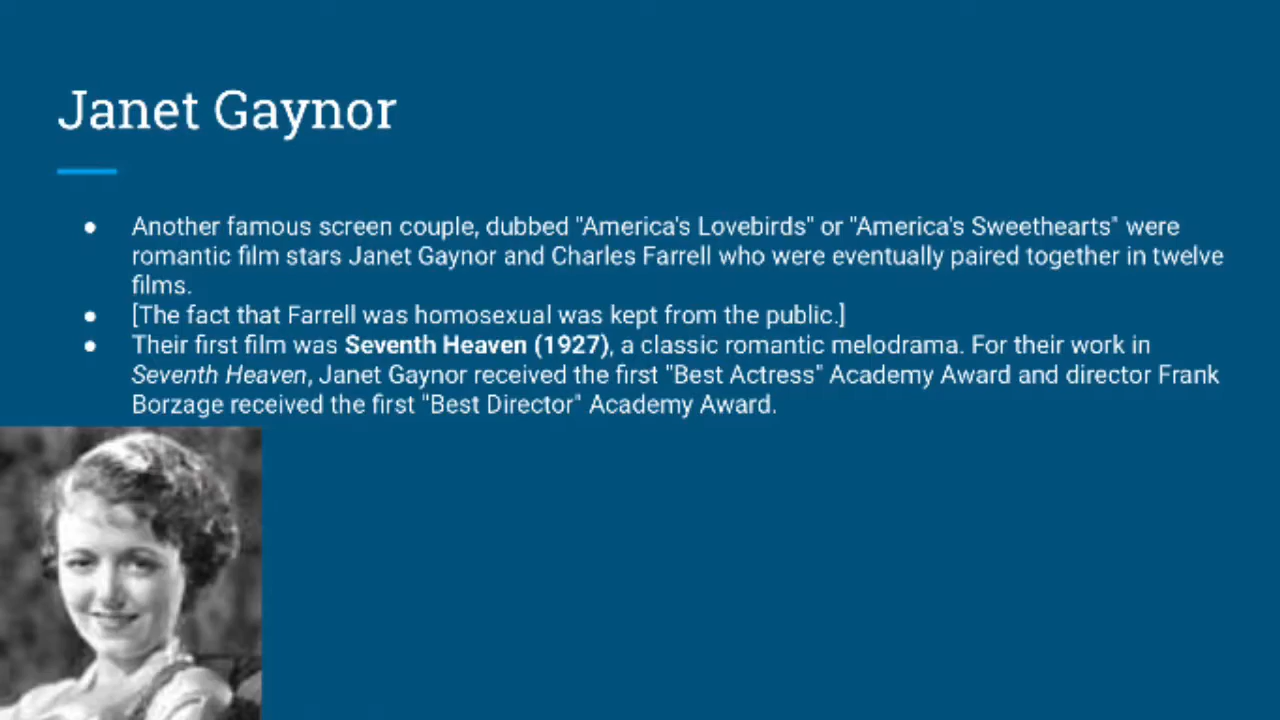 Janet Gaynor
● Another famous screen couple, dubbed "America's Lovebirds" or "America's Sweethearts" were
romantic film stars Janet Gaynor and Charles Farrell who were eventually paired together in twelve
films.
● [The fact that Farrell was homosexual was kept from the public.]
● Their first film was Seventh Heaven (1927), a classic romantic melodrama. For their work in
Seventh Heaven, Janet Gaynor received the first "Best Actress" Academy Award and director Frank
Borzage received the first "Best Director" Academy Award.